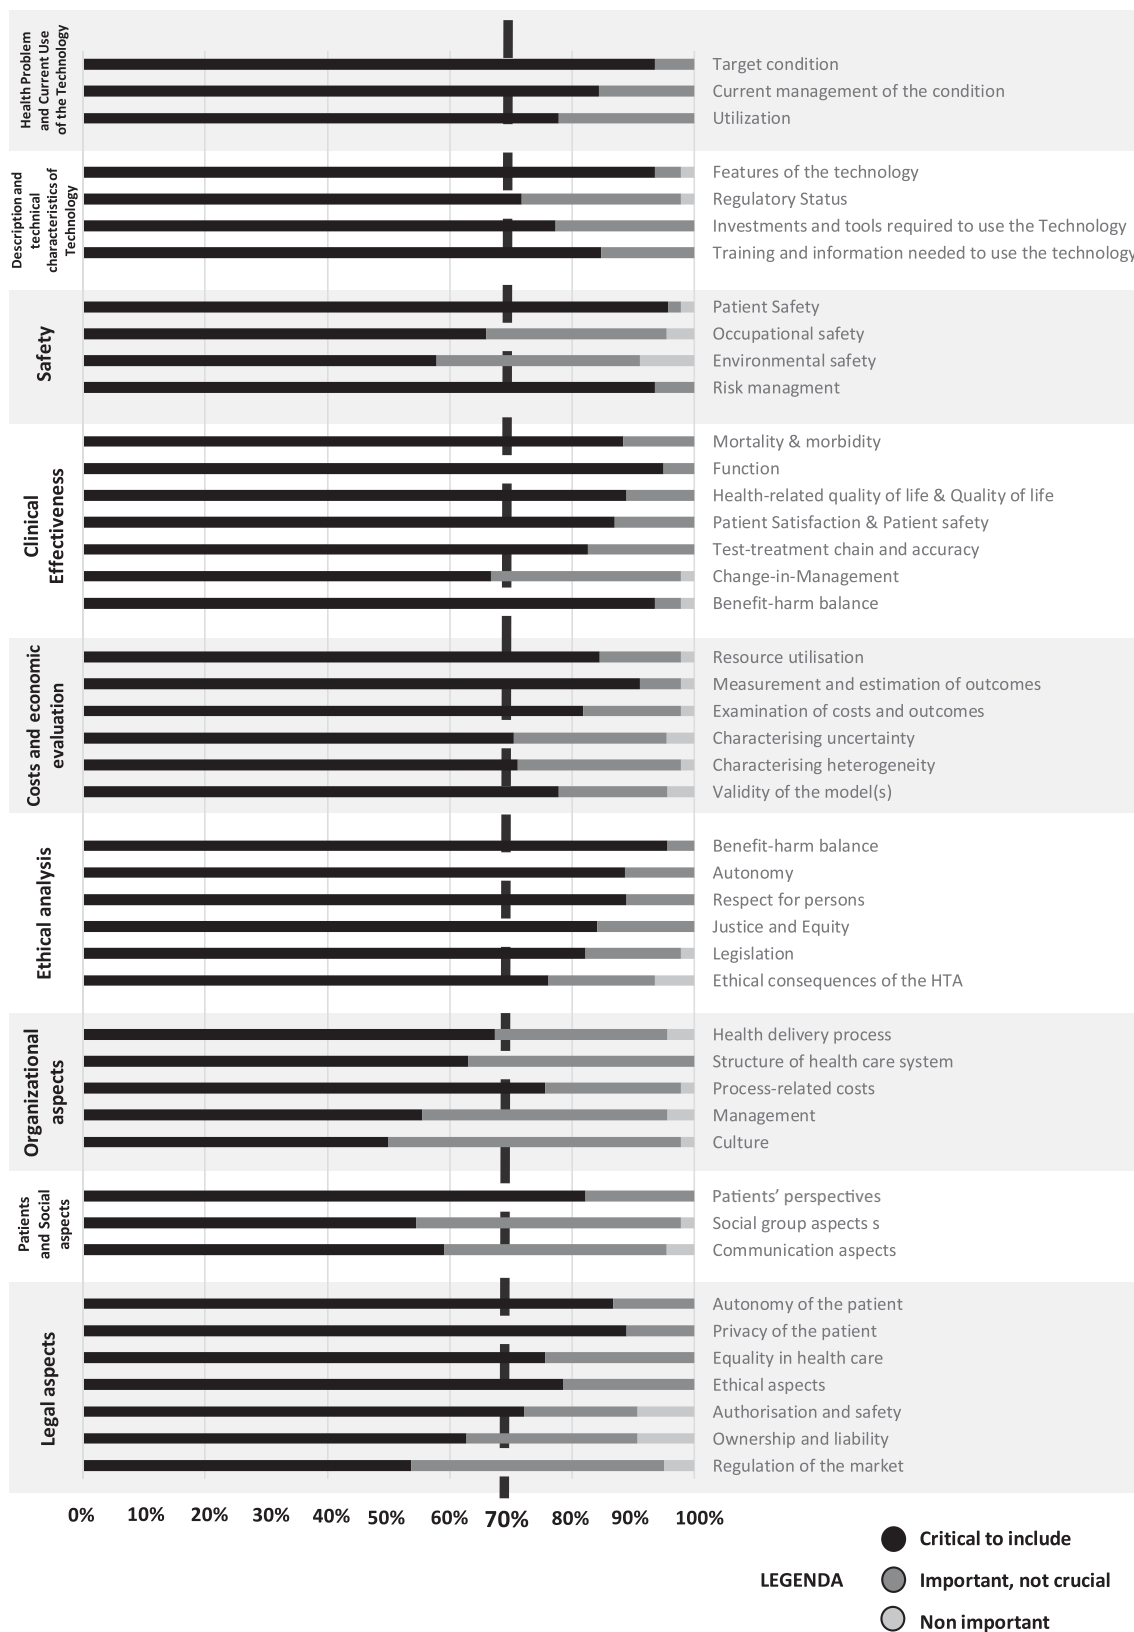 Health Problem
and Current Use
of the Technology
Target condition
Current management of the condition
Utilization
Description and
technical
characteristics of
Technology
Features of the technology
Regulatory Status
Investments and tools required to use the Technology
Training and information needed to use the technology
Safety
Patient Safety
Occupational safety
Environmental safety
Risk managment
Clinical
Effectiveness
Mortality & morbidity
Function
Health-related quality of life & Quality of life
Patient Satisfaction & Patient safety
Test-treatment chain and accuracy
Change-in-Management
Benefit-harm balance
Costs and economic
evaluation
Resource utilisation
Measurement and estimation of outcomes
Examination of costs and outcomes
Characterising uncertainty
Characterising heterogeneity
Validity of the model(s)
Ethical analysis
Benefit-harm balance
Autonomy
Respect for persons
Justice and Equity
Legislation
Ethical consequences of the HTA
Organizational
aspects
Health delivery process
Structure of health care system
Process-related costs
Management
Culture
Patients
and Social
aspects
Patients’ perspectives
Social group aspects s
Communication aspects
Legal aspects
Autonomy of the patient
Privacy of the patient
Equality in health care
Ethical aspects
Authorisation and safety
Ownership and liability
Regulation of the market
0% 10% 20% 30% 40% 50% 60% 70% 80% 90% 100%
LEGENDA
Critical to include
Important, not crucial
Non important